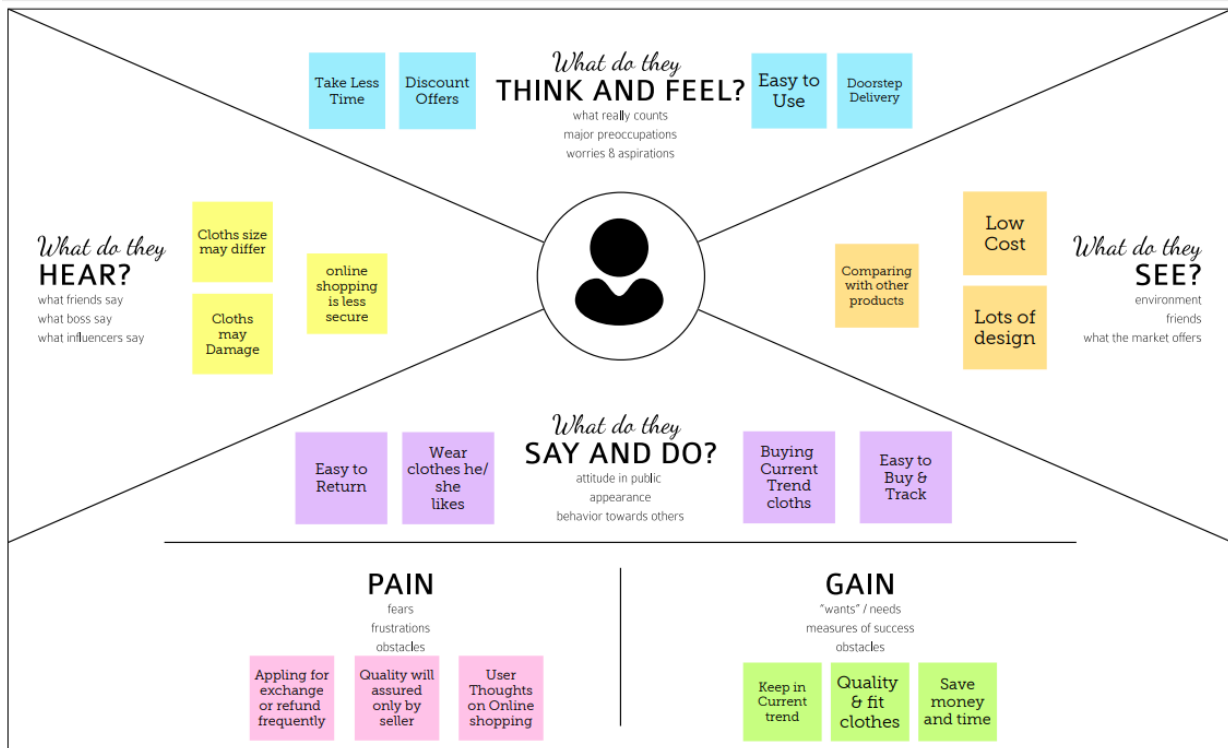 What do they
THINK AND FEEL?
what really counts
major preoccupations
worries & aspirations
Take Less
Time
Discount
Offers
Easy to
Use
Doorstep
Delivery
What do they
HEAR?
what friends say
what boss say
what influencers say
Cloths size
may differ
Cloths
may
Damage
online
shopping
is less
secure
Comparing
with other
products
Low
Cost
Lots of
design
What do they
SEE?
environment
friends
what the market offers
What do they
SAY AND DO?
attitude in public
appearance
behavior towards others
Easy to
Return
Wear
clothes he/
she
likes
Buying
Current
Trend
cloths
Easy to
Buy &
Track
PAIN
fears
frustrations
obstacles
Appling for
exchange
or refund
frequently
Quality will
assured
only by
seller
User
Thoughts
on Online
shopping
GAIN
"wants" / needs
measures of success
obstacles
Keep in
Current
trend
Quality
& fit
clothes
Save
money
and time